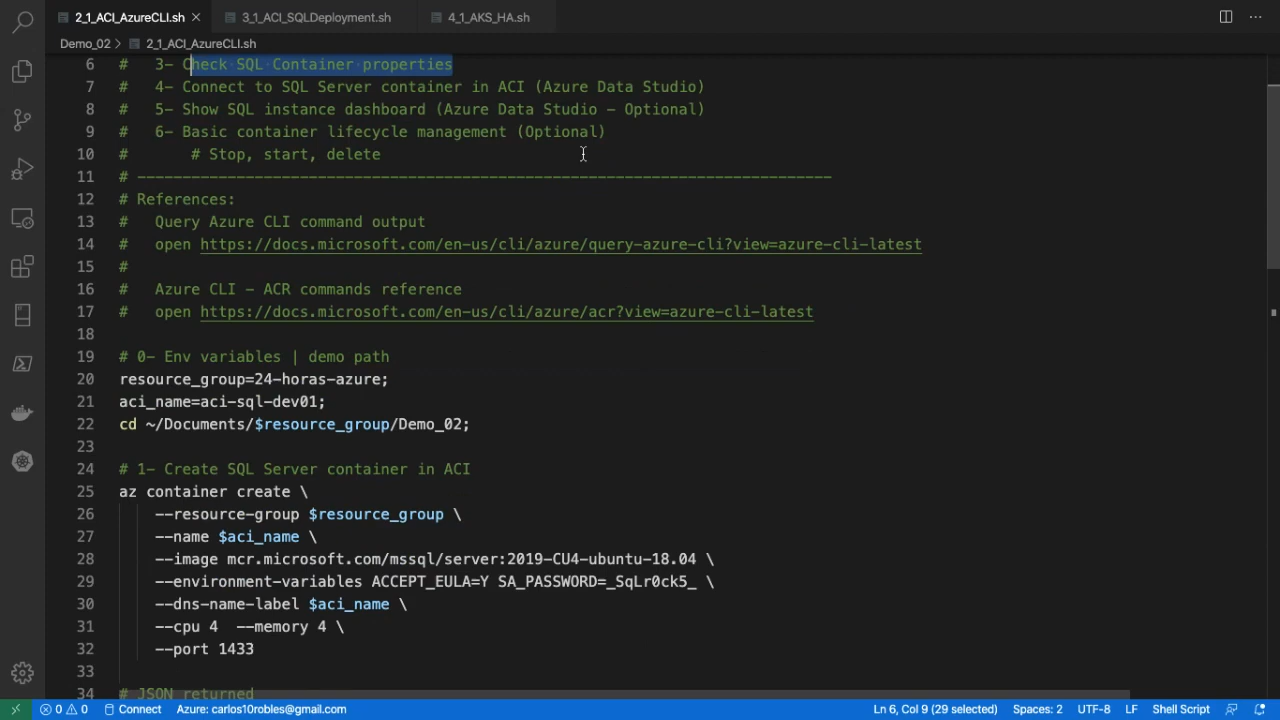 2_1_ACI_AzureCLI.sh
3_1_ACI_SQLDeployment.sh
4_1_AKS_HA.sh
Demo_02 > 2_1_ACI_AzureCLI.sh
6 # 3- Check SQL Container properties
7 # 4- Connect to SQL Server container in ACI (Azure Data Studio)
8 # 5- Show SQL instance dashboard (Azure Data Studio - Optional)
9 # 6- Basic container lifecycle management (Optional)
10 # # Stop, start, delete
11 # -----------------------------------------------------------------------------
12 # References:
13 # Query Azure CLI command output
14 # open https://docs.microsoft.com/en-us/cli/azure/query-azure-cli?view=azure-cli-latest
15 #
16 # Azure CLI - ACR commands reference
17 # open https://docs.microsoft.com/en-us/cli/azure/acr?view=azure-cli-latest
18
19 # 0- Env variables | demo path
20 resource_group=24-horas-azure;
21 aci_name=aci-sql-dev01;
22 cd ~/Documents/$resource_group/Demo_02;
23
24 # 1- Create SQL Server container in ACI
25 az container create \
26 --resource-group $resource_group \
27 --name $aci_name \
28 --image mcr.microsoft.com/mssql/server:2019-CU4-ubuntu-18.04 \
29 --environment-variables ACCEPT_EULA=Y SA_PASSWORD=_SqLr0ck5_ \
30 --dns-name-label $aci_name \
31 --cpu 4 --memory 4 \
32 --port 1433
33
34 # JSON returned
0 0 Connect Azure: carlos10robles@gmail.com Ln 6, Col 9 (29 selected) Spaces: 2 UTF-8 LF Shell Script